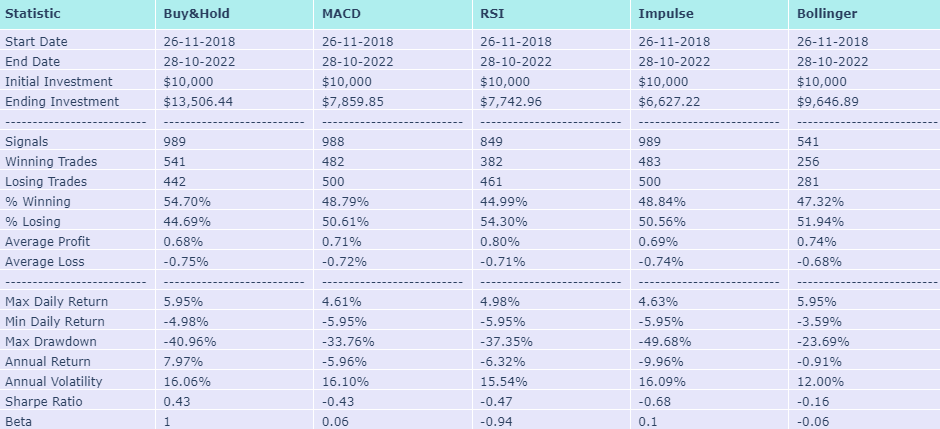 Statistic Buy&Hold MACD RSI Impulse Bollinger
Start Date 26-11-2018 26-11-2018 26-11-2018 26-11-2018 26-11-2018
End Date 28-10-2022 28-10-2022 28-10-2022 28-10-2022 28-10-2022
Initial Investment $10,000 $10,000 $10,000 $10,000 $10,000
Ending Investment $13,506.44 $7,859.85 $7,742.96 $6,627.22 $9,646.89
-------------------------- -------------------------- -------------------------- -------------------------- -------------------------- --------------------------
Signals 989 988 849 989 541
Winning Trades 541 482 382 483 256
Losing Trades 442 500 461 500 281
% Winning 54.70% 48.79% 44.99% 48.84% 47.32%
% Losing 44.69% 50.61% 54.30% 50.56% 51.94%
Average Profit 0.68% 0.71% 0.80% 0.69% 0.74%
Average Loss -0.75% -0.72% -0.71% -0.74% -0.68%
-------------------------- -------------------------- -------------------------- -------------------------- -------------------------- --------------------------
Max Daily Return 5.95% 4.61% 4.98% 4.63% 5.95%
Min Daily Return -4.98% -5.95% -5.95% -5.95% -3.59%
Max Drawdown -40.96% -33.76% -37.35% -49.68% -23.69%
Annual Return 7.97% -5.96% -6.32% -9.96% -0.91%
Annual Volatility 16.06% 16.10% 15.54% 16.09% 12.00%
Sharpe Ratio 0.43 -0.43 -0.47 -0.68 -0.16
Beta 1 0.06 -0.94 0.1 -0.06